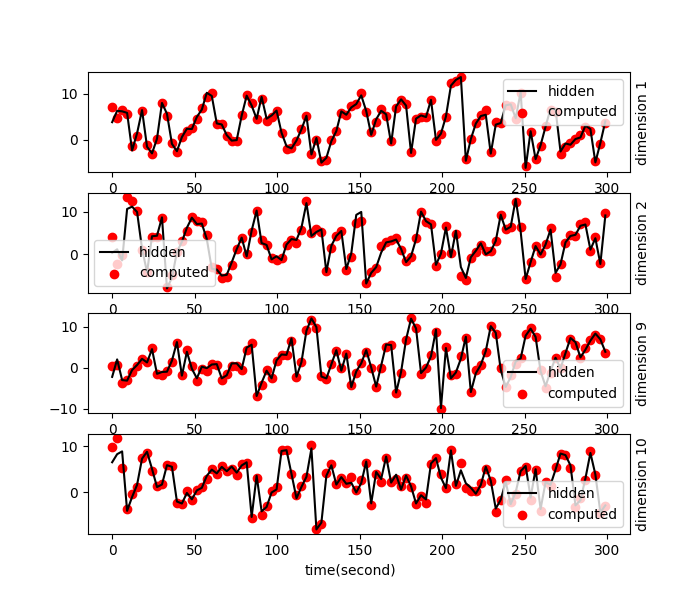 10
0
hidden
computed
dimension 1
0 50 100 150 200 250 300
10
0
hidden
computed
dimension 2
0 50 100 150 200 250 300
10
0
−10
hidden
computed
dimension 9
0 50 100 150 200 250 300
10
0
hidden
computed
dimension 10
0 50 100 150 200 250 300
time(second)